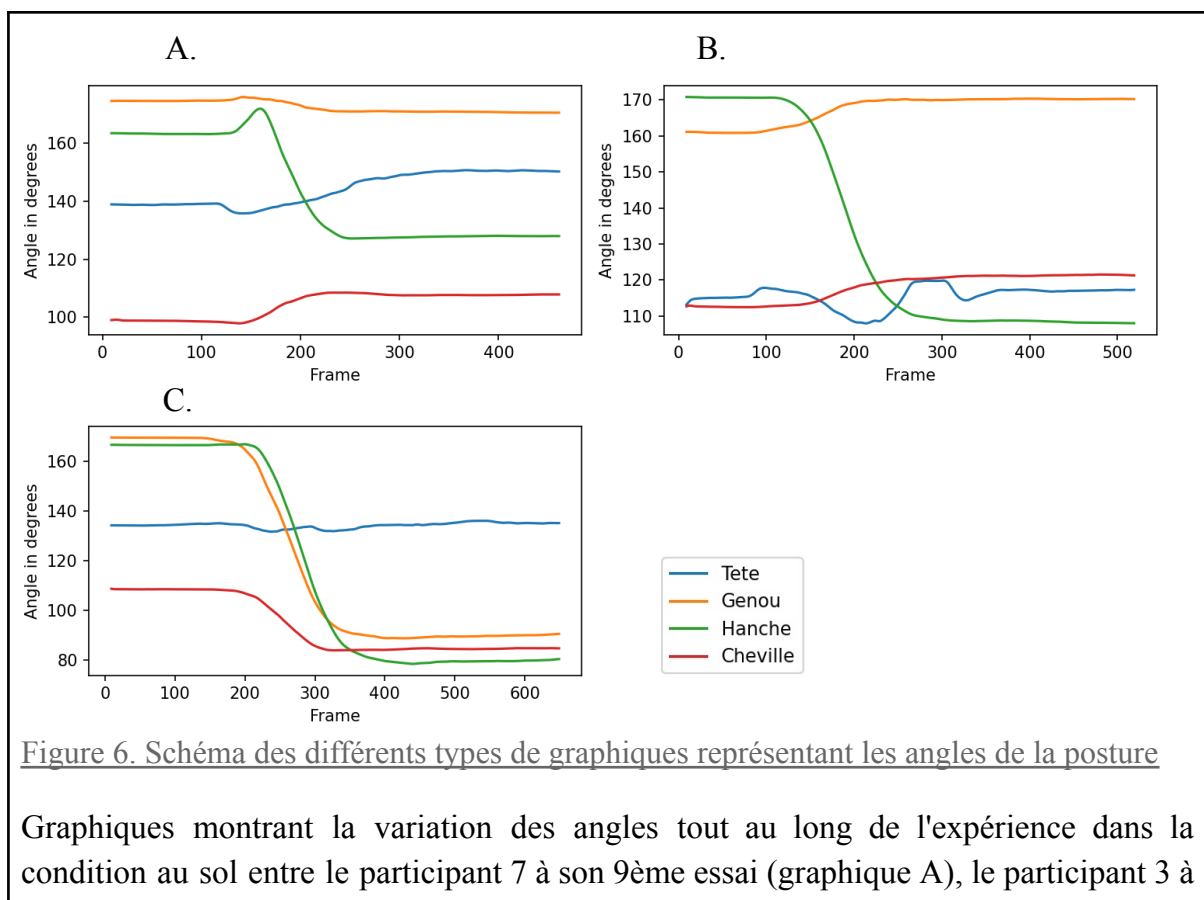 A.
Angle in degrees
160
140
120
100
0
100
200
300
400
Frame
B.
Angle in degrees
170
160
150
140
130
120
110
0
100
200
300
400
500
Frame
C.
Angle in degrees
160
140
120
100
80
0
100
200
300
400
500
600
Frame
Tete
Genou
Hanche
Cheville
Figure 6. Schéma des différents types de graphiques représentant les angles de la posture
Graphiques montrant la variation des angles tout au long de l'expérience dans la
condition au sol entre le participant 7 à son 9ème essai (graphique A), le participant 3 à